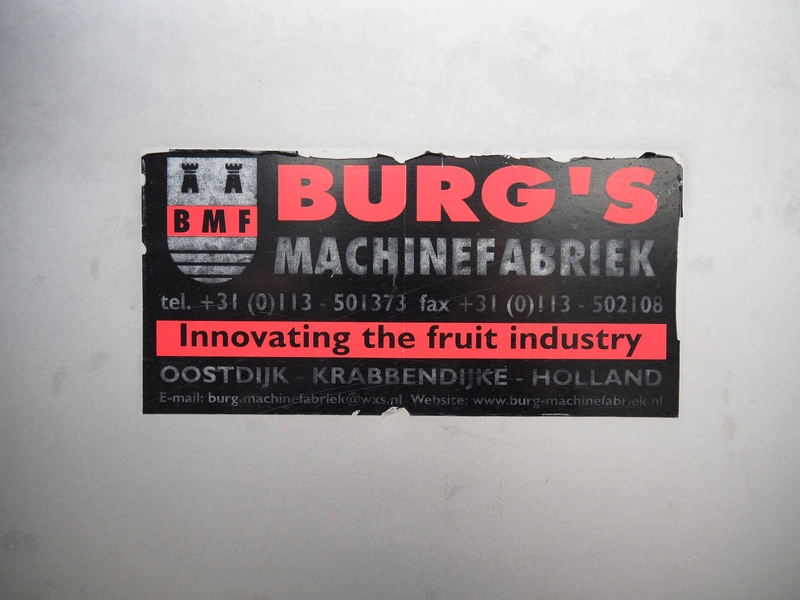 BMF
BURG'S
MACHINEFABRIEK
tel. +31 (0)113 - 501373 fax +31 (0)113 - 502108
Innovating the fruit industry
OOSTDIJK - KRABBENDIJKE - HOLLAND
E-mail: burg.machinefabriek@wxs.nl Website: www.burg-machinefabriek.nl